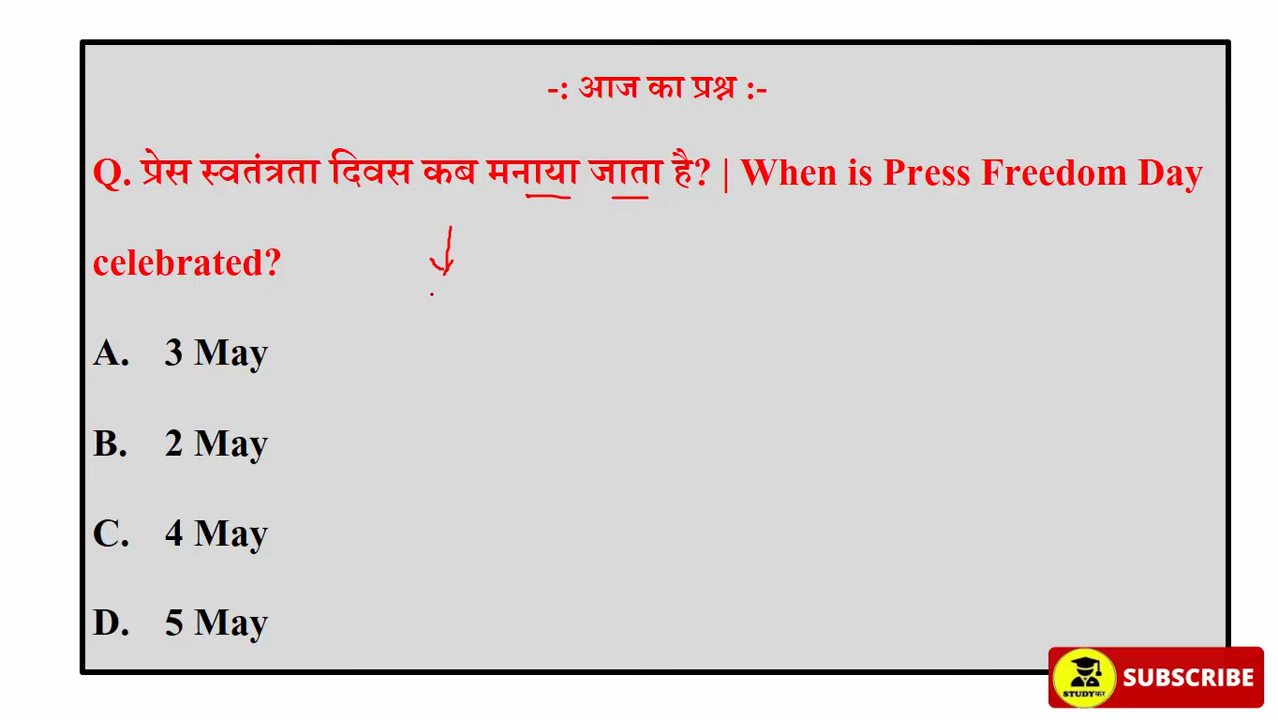 -: आज का प्रश्न :-
Q. प्रेस स्वतंत्रता दिवस कब मनाया जाता है? | When is Press Freedom Day
celebrated?
A. 3 May
B. 2 May
C. 4 May
D. 5 May
STUDYकर
SUBSCRIBE